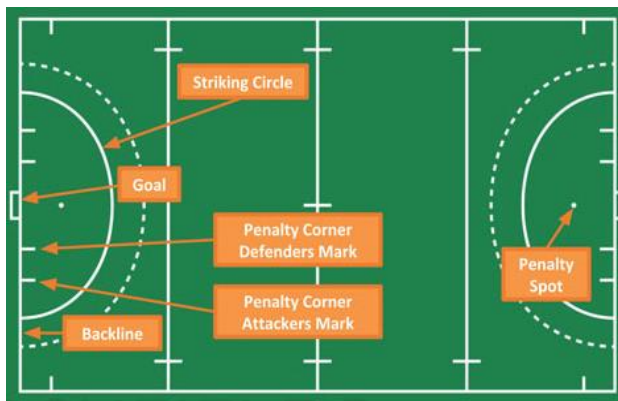 Striking Circle
Goal
Penalty Corner
Defenders Mark
Penalty
Spot
Penalty Corner
Attackers Mark
Backline